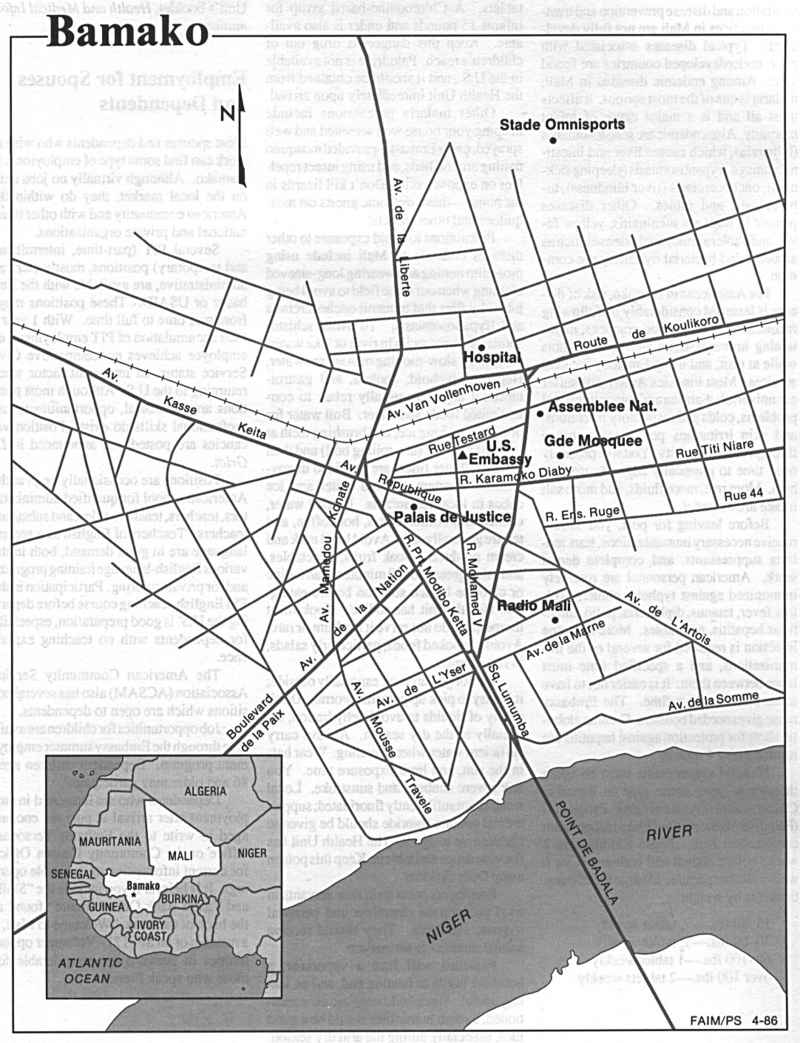 Bamako
N
Stade Omnisports
Av. de la Liberte
Hospital
Route de Koulikoro
Av. Van Vollenhoven
Av. Kasse Keita
Assemblee Nat.
Rue Testard
U.S.
Embassy
Gde Mosquee
Rue Titi Niare
Av. Republique
R. Karamoko Diaby
Rue 44
R. Ens. Ruge
Palais de Justice
Av. Mamedou Konate
R. Pre. Modibo Keita
R. Mohamed V
Av. de la Nation
Radio Mali
Av. de L'Artois
Av. de la Marne
Av. de L'Yser
Sq. Lumumba
Av. de la Somme
Boulevard
de la Paix
Av. Mousse Travele
POINT DE BADALA
NIGER
RIVER
ALGERIA
MAURITANIA
MALI
NIGER
SENEGAL
Bamako
GUINEA
BURKINA
IVORY
COAST
ATLANTIC
OCEAN
FAIM/PS 4-86